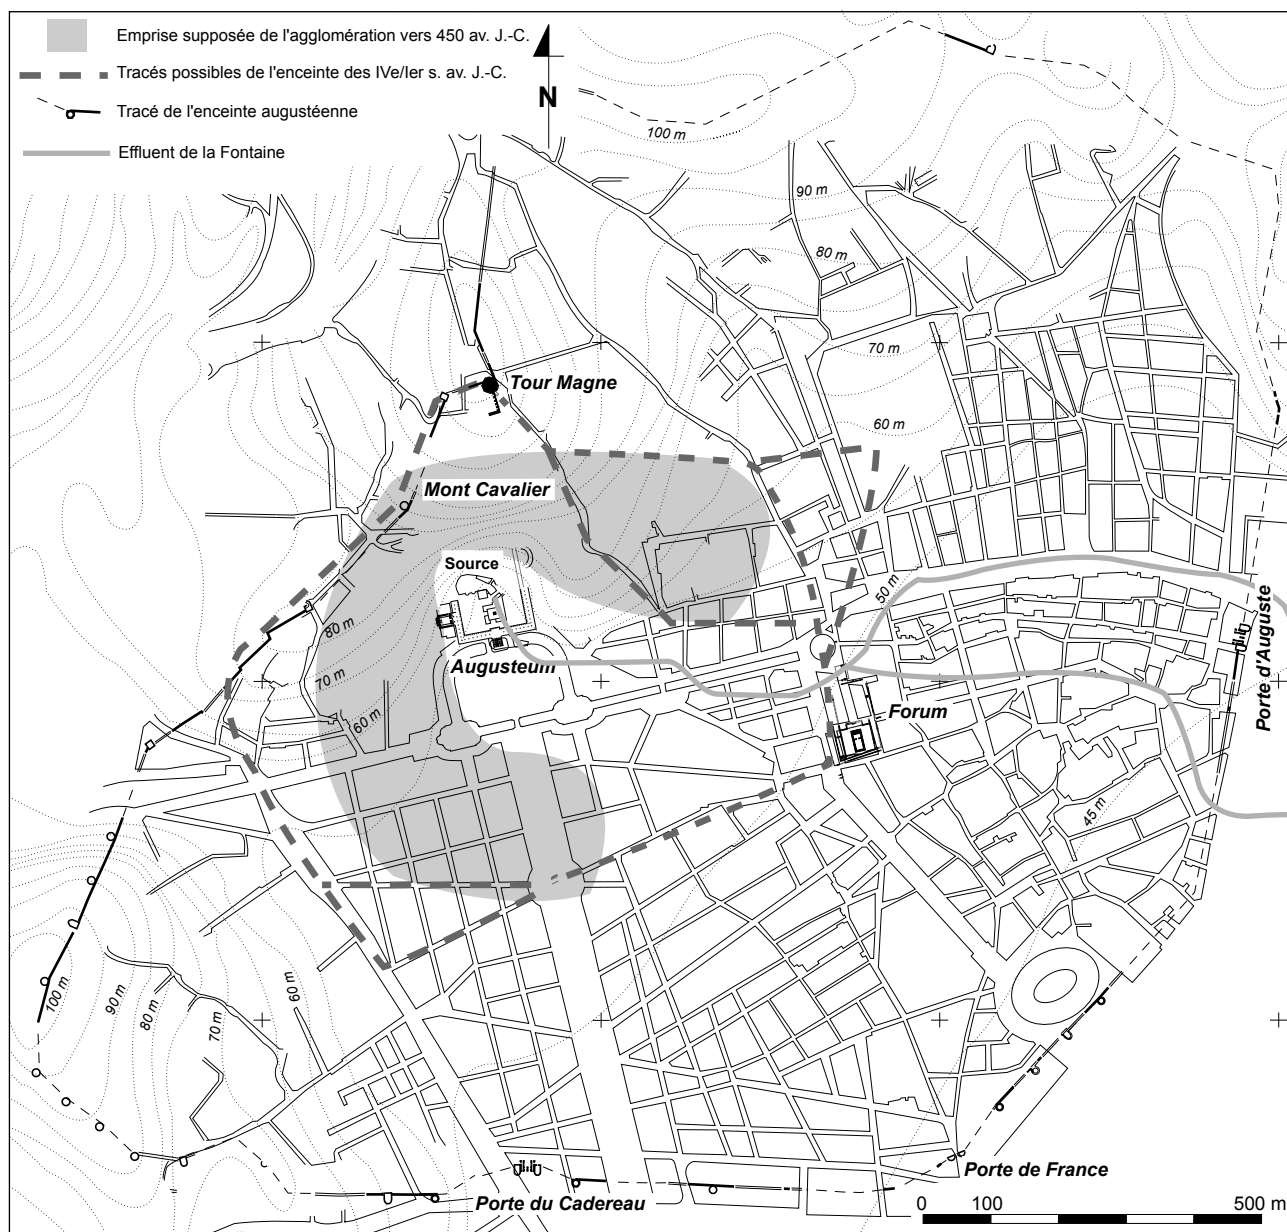 Emprise supposée de l'agglomération vers 450 av. J.-C.
Tracés possibles de l'enceinte des IVe/Ier s. av. J.-C.
Tracé de l'enceinte augustéenne
Effluent de la Fontaine
N
100 m
90 m
80 m
70 m
60 m
Tour Magne
Mont Cavalier
Source
50 m
80 m
Augusteum
70 m
60 m
Forum
Porte d'Auguste
45 m
100 m
90 m
80 m
70 m
60 m
Porte de France
Porte du Cadereau
0 100 500 m